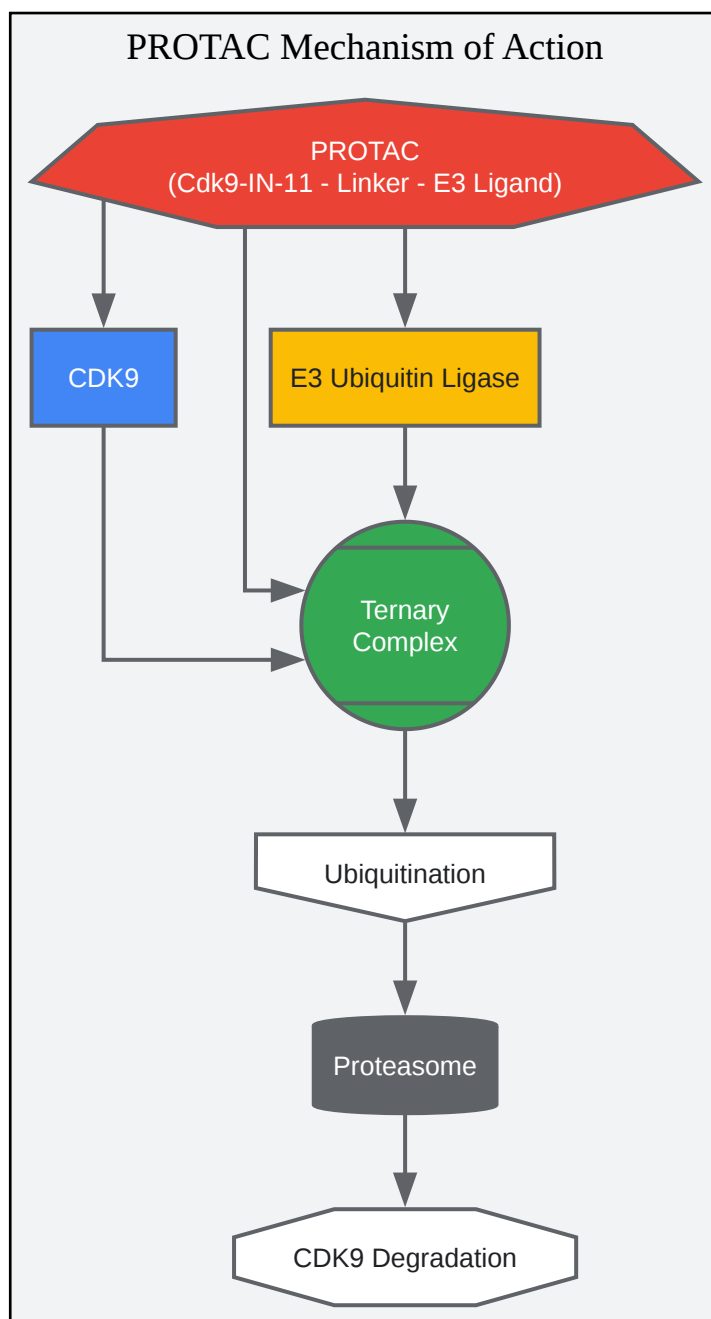 PROTAC Mechanism of Action
PROTAC
(Cdk9-IN-11 - Linker - E3 Ligand)
CDK9
E3 Ubiquitin Ligase
Ternary
Complex
Ubiquitination
Proteasome
CDK9 Degradation